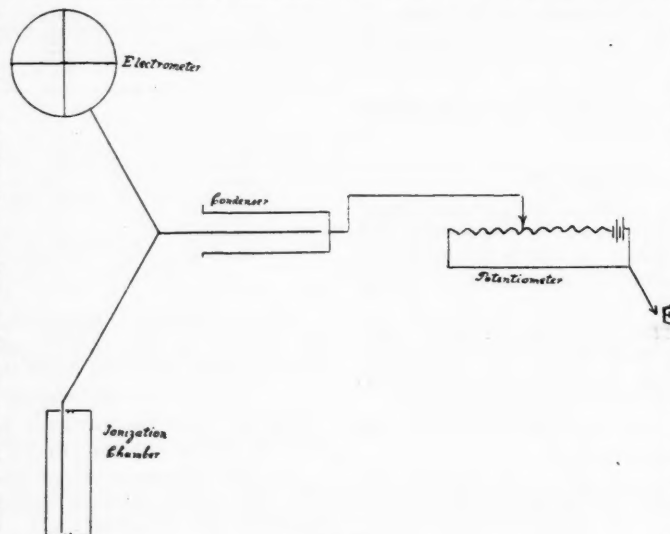 Electrometer
Condenser
Potentiometer
E
Ionization
Chamber